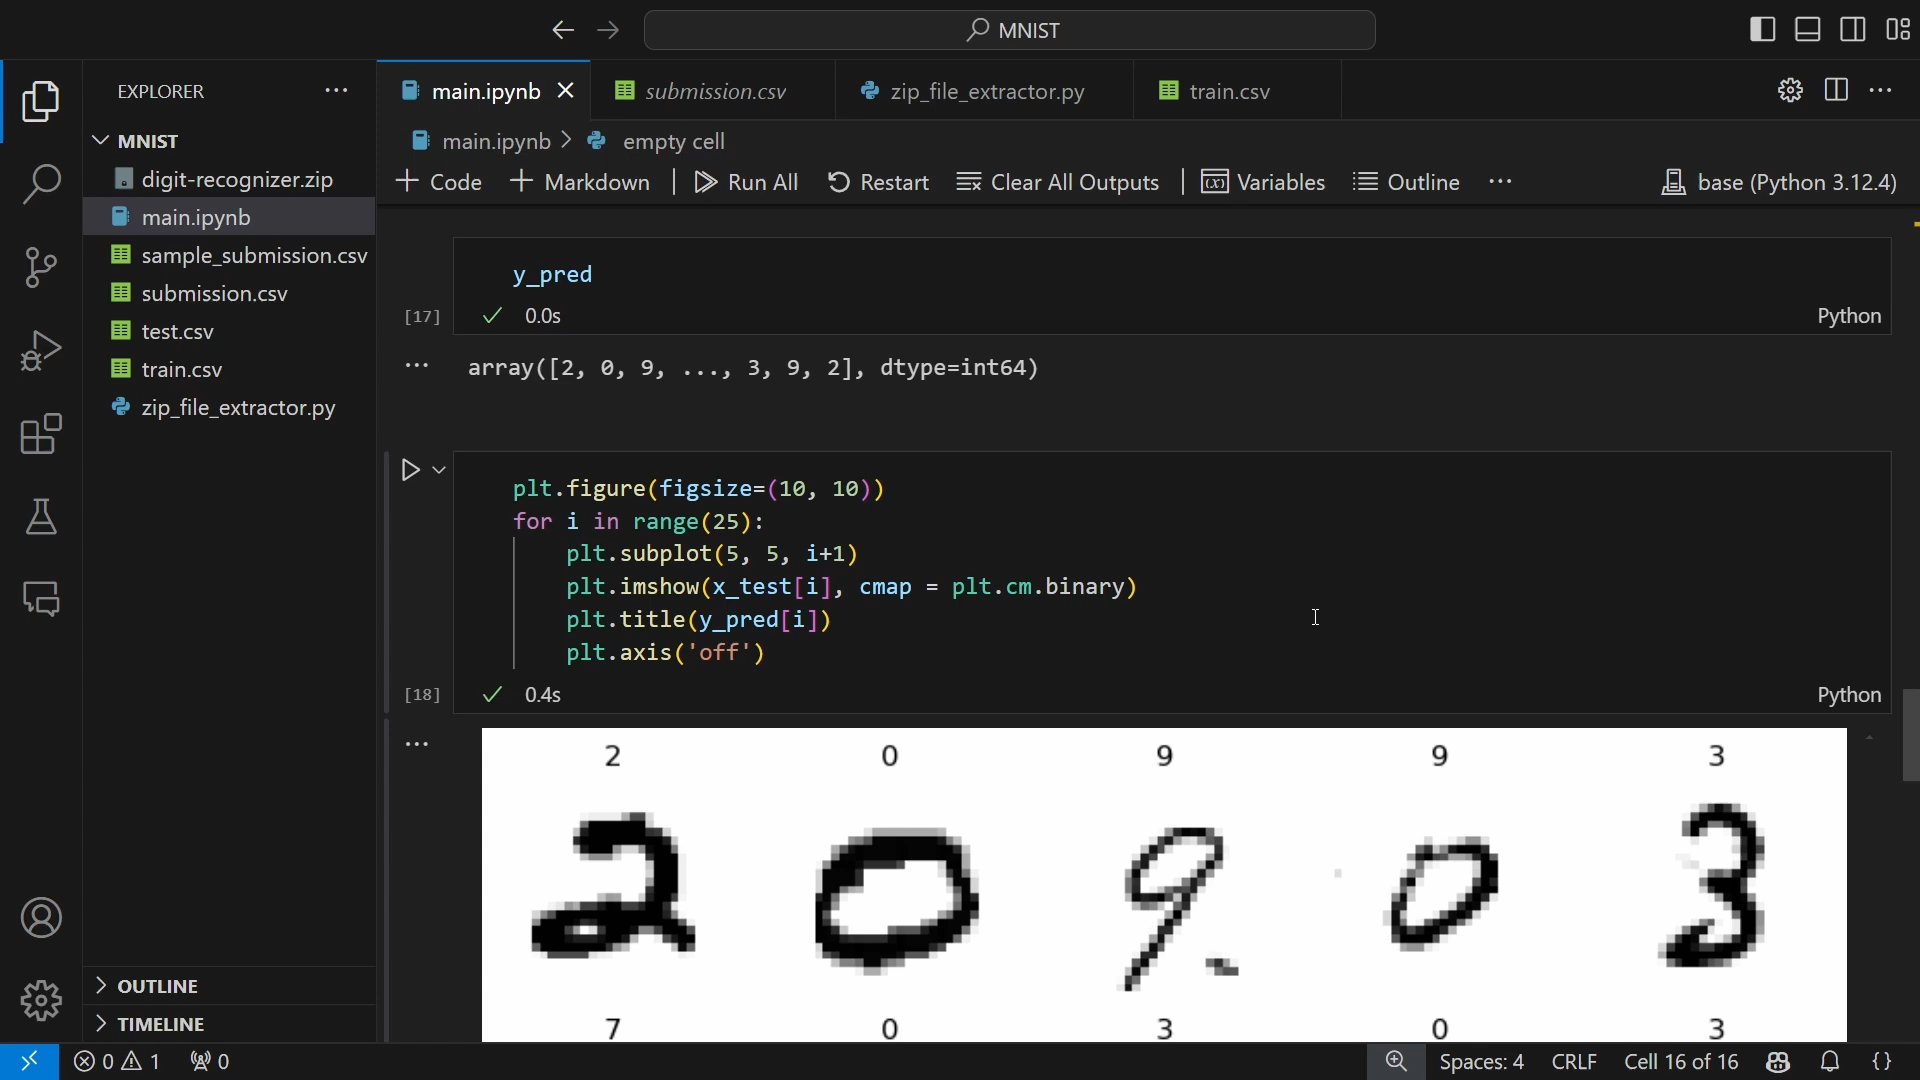 MNIST
EXPLORER
main.ipynb
submission.csv
zip_file_extractor.py
train.csv
MNIST
digit-recognizer.zip
main.ipynb
sample_submission.csv
submission.csv
test.csv
train.csv
zip_file_extractor.py
OUTLINE
TIMELINE
main.ipynb > empty cell
+ Code + Markdown | Run All Restart Clear All Outputs | Variables Outline ...
base (Python 3.12.4)
y_pred
[17] 0.0s Python
array([2, 0, 9, ..., 3, 9, 2], dtype=int64)
plt.figure(figsize=(10, 10))
for i in range(25):
    plt.subplot(5, 5, i+1)
    plt.imshow(x_test[i], cmap = plt.cm.binary)
    plt.title(y_pred[i])
    plt.axis('off')
[18] 0.4s Python
2 0 9 9 3
2 0 9 0 3
7 0 3 0 3
0 1 0
Spaces: 4 CRLF Cell 16 of 16 {}